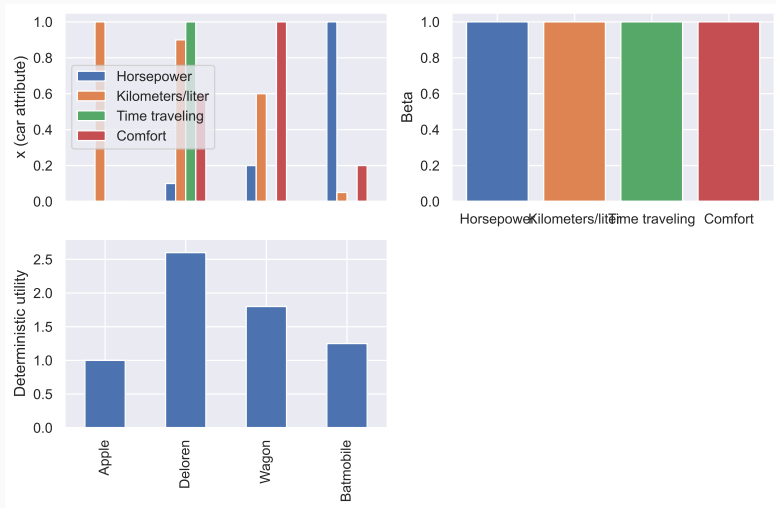 1.0
0.8
0.6
0.4
0.2
0.0
x (car attribute)
Horsepower
Kilometers/liter
Time traveling
Comfort
1.0
0.8
0.6
0.4
0.2
0.0
Beta
Horsepower
Kilometers/liter
Time traveling
Comfort
2.5
2.0
1.5
1.0
0.5
0.0
Deterministic utility
Apple
Deloren
Wagon
Batmobile